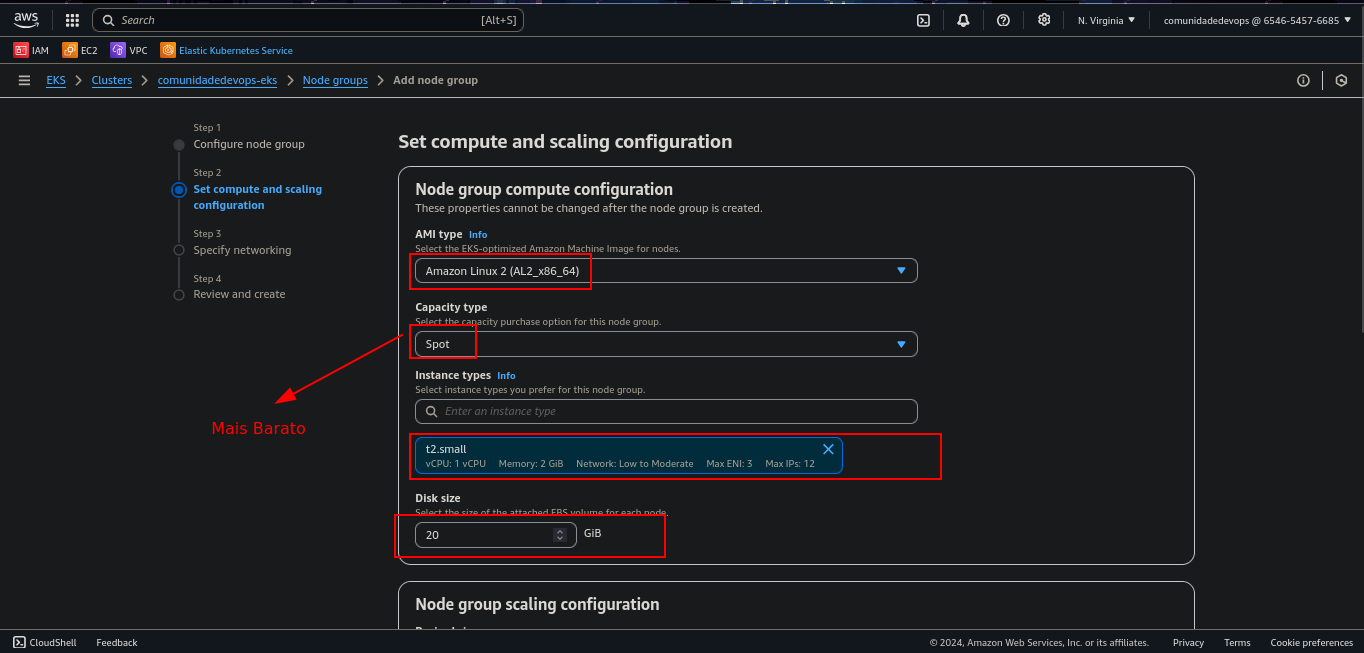 aws
Search [Alt+S] N. Virginia ▼ comunidadedevops @ 6546-5457-6685 ▼
IAM EC2 VPC Elastic Kubernetes Service
EKS > Clusters > comunidadedevops-eks > Node groups > Add node group
Step 1
Configure node group
Step 2
Set compute and scaling
configuration
Step 3
Specify networking
Step 4
Review and create
Set compute and scaling configuration
Node group compute configuration
These properties cannot be changed after the node group is created.
AMI type Info
Select the EKS-optimized Amazon Machine Image for nodes.
Amazon Linux 2 (AL2_x86_64)
Capacity type
Select the capacity purchase option for this node group.
Spot
Mais Barato
Instance types Info
Select instance types you prefer for this node group.
Enter an instance type
t2.small
vCPU: 1 vCPU Memory: 2 GiB Network: Low to Moderate Max ENI: 3 Max IPs: 12
Disk size
Select the size of the attached EBS volume for each node.
20 GiB
Node group scaling configuration
CloudShell Feedback © 2024, Amazon Web Services, Inc. or its affiliates. Privacy Terms Cookie preferences